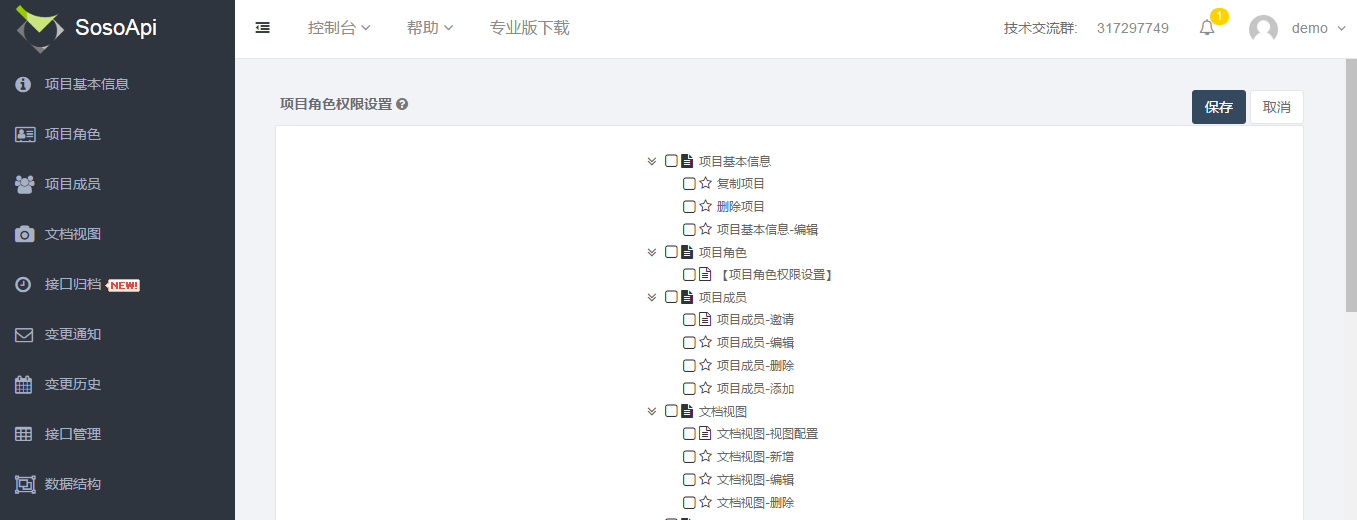 SosoApi
控制台 帮助 专业版下载 技术交流群: 317297749 1 demo
项目基本信息
项目角色
项目成员
文档视图
接口归档 NEW!
变更通知
变更历史
接口管理
数据结构
项目角色权限设置
保存 取消
项目基本信息
复制项目
删除项目
项目基本信息-编辑
项目角色
【项目角色权限设置】
项目成员
项目成员-邀请
项目成员-编辑
项目成员-删除
项目成员-添加
文档视图
文档视图-视图配置
文档视图-新增
文档视图-编辑
文档视图-删除